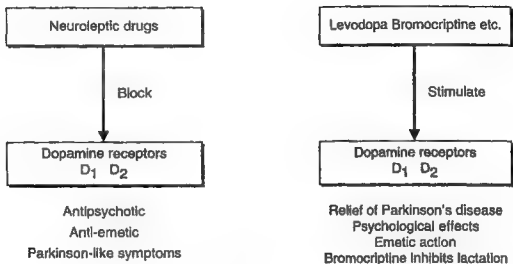 Neuroleptic drugs
Block
Dopamine receptors
D1 D2
Antipsychotic
Anti-emetic
Parkinson-like symptoms
Levodopa Bromocriptine etc.
Stimulate
Dopamine receptors
D1 D2
Relief of Parkinson's disease
Psychological effects
Emetic action
Bromocriptine inhibits lactation